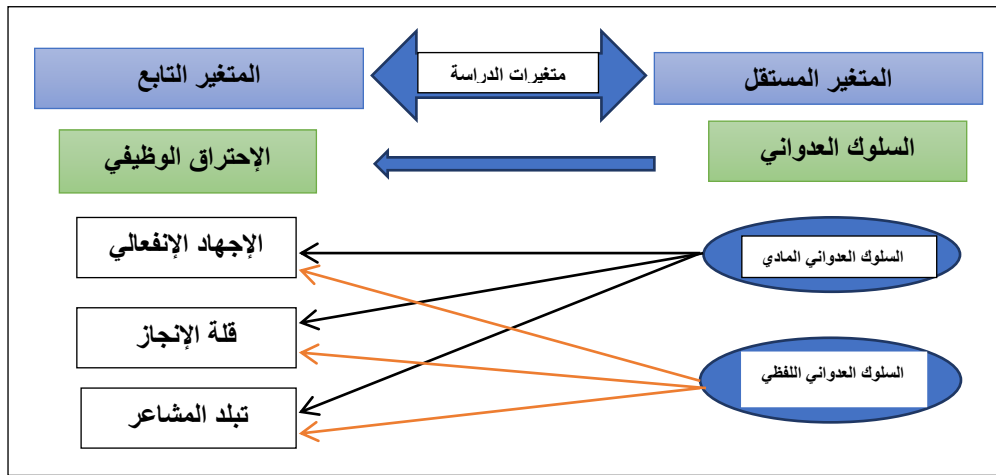 المتغير المستقل
متغيرات الدراسة
المتغير التابع
السلوك العدواني
الإحتراق الوظيفي
السلوك العدواني المادي
الإجهاد الإنفعالي
قلة الإنجاز
السلوك العدواني اللفظي
تبلد المشاعر